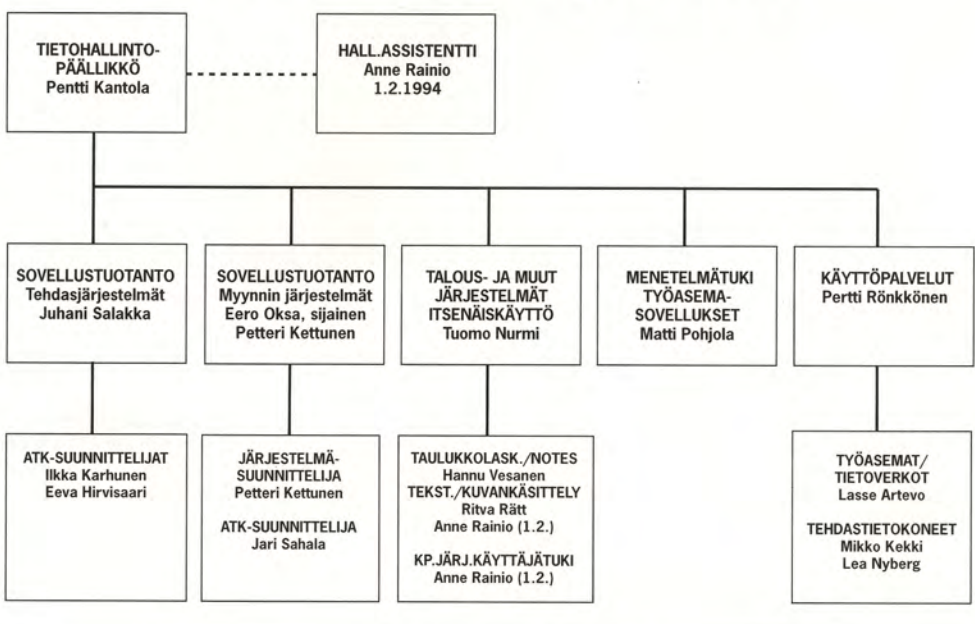 TIETOHALLINTO-
PÄÄLLIKKÖ
Pentti Kantola
HALL.ASSISTENTTI
Anne Rainio
1.2.1994
SOVELLUSTUOTANTO
Tehdasjärjestelmät
Juhani Salakka
SOVELLUSTUOTANTO
Myynnin järjestelmät
Eero Oksa, sijainen
Petteri Kettunen
TALOUS- JA MUUT
JÄRJESTELMÄT
ITSENÄISKÄYTTÖ
Tuomo Nurmi
MENETELMÄTUKI
TYÖASEMA-
SOVELLUKSET
Matti Pohjola
KÄYTTÖPALVELUT
Pertti Rönkkönen
ATK-SUUNNITTELIJAT
Ilkka Karhunen
Eeva Hirvisaari
JÄRJESTELMÄ-
SUUNNITTELIJA
Petteri Kettunen
ATK-SUUNNITTELIJA
Jari Sahala
TAULUKKOLASK./NOTES
Hannu Vesanen
TEKST./KUVANKÄSITTELY
Ritva Rätt
Anne Rainio (1.2.)
KP.JÄRJ.KÄYTTÄJÄTUKI
Anne Rainio (1.2.)
TYÖASEMAT/
TIETOVERKOT
Lasse Artevo
TEHDASTIETOKONEET
Mikko Kekki
Lea Nyberg